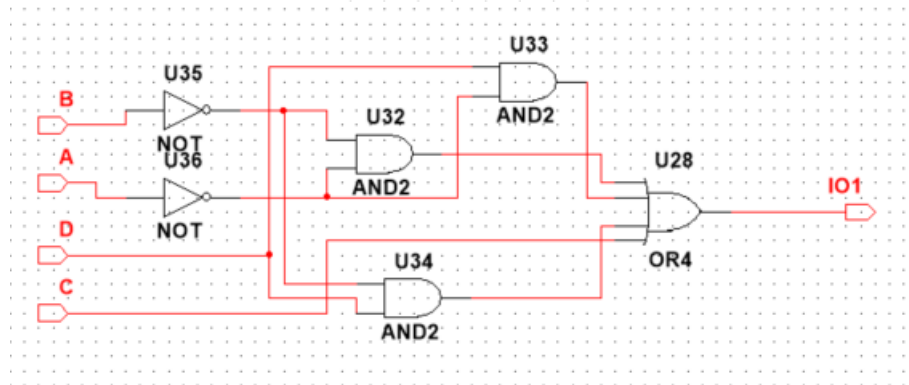 U33
U35
B
U32
AND2
NOT
A
U36
U28
AND2
IO1
NOT
D
U34
OR4
C
AND2